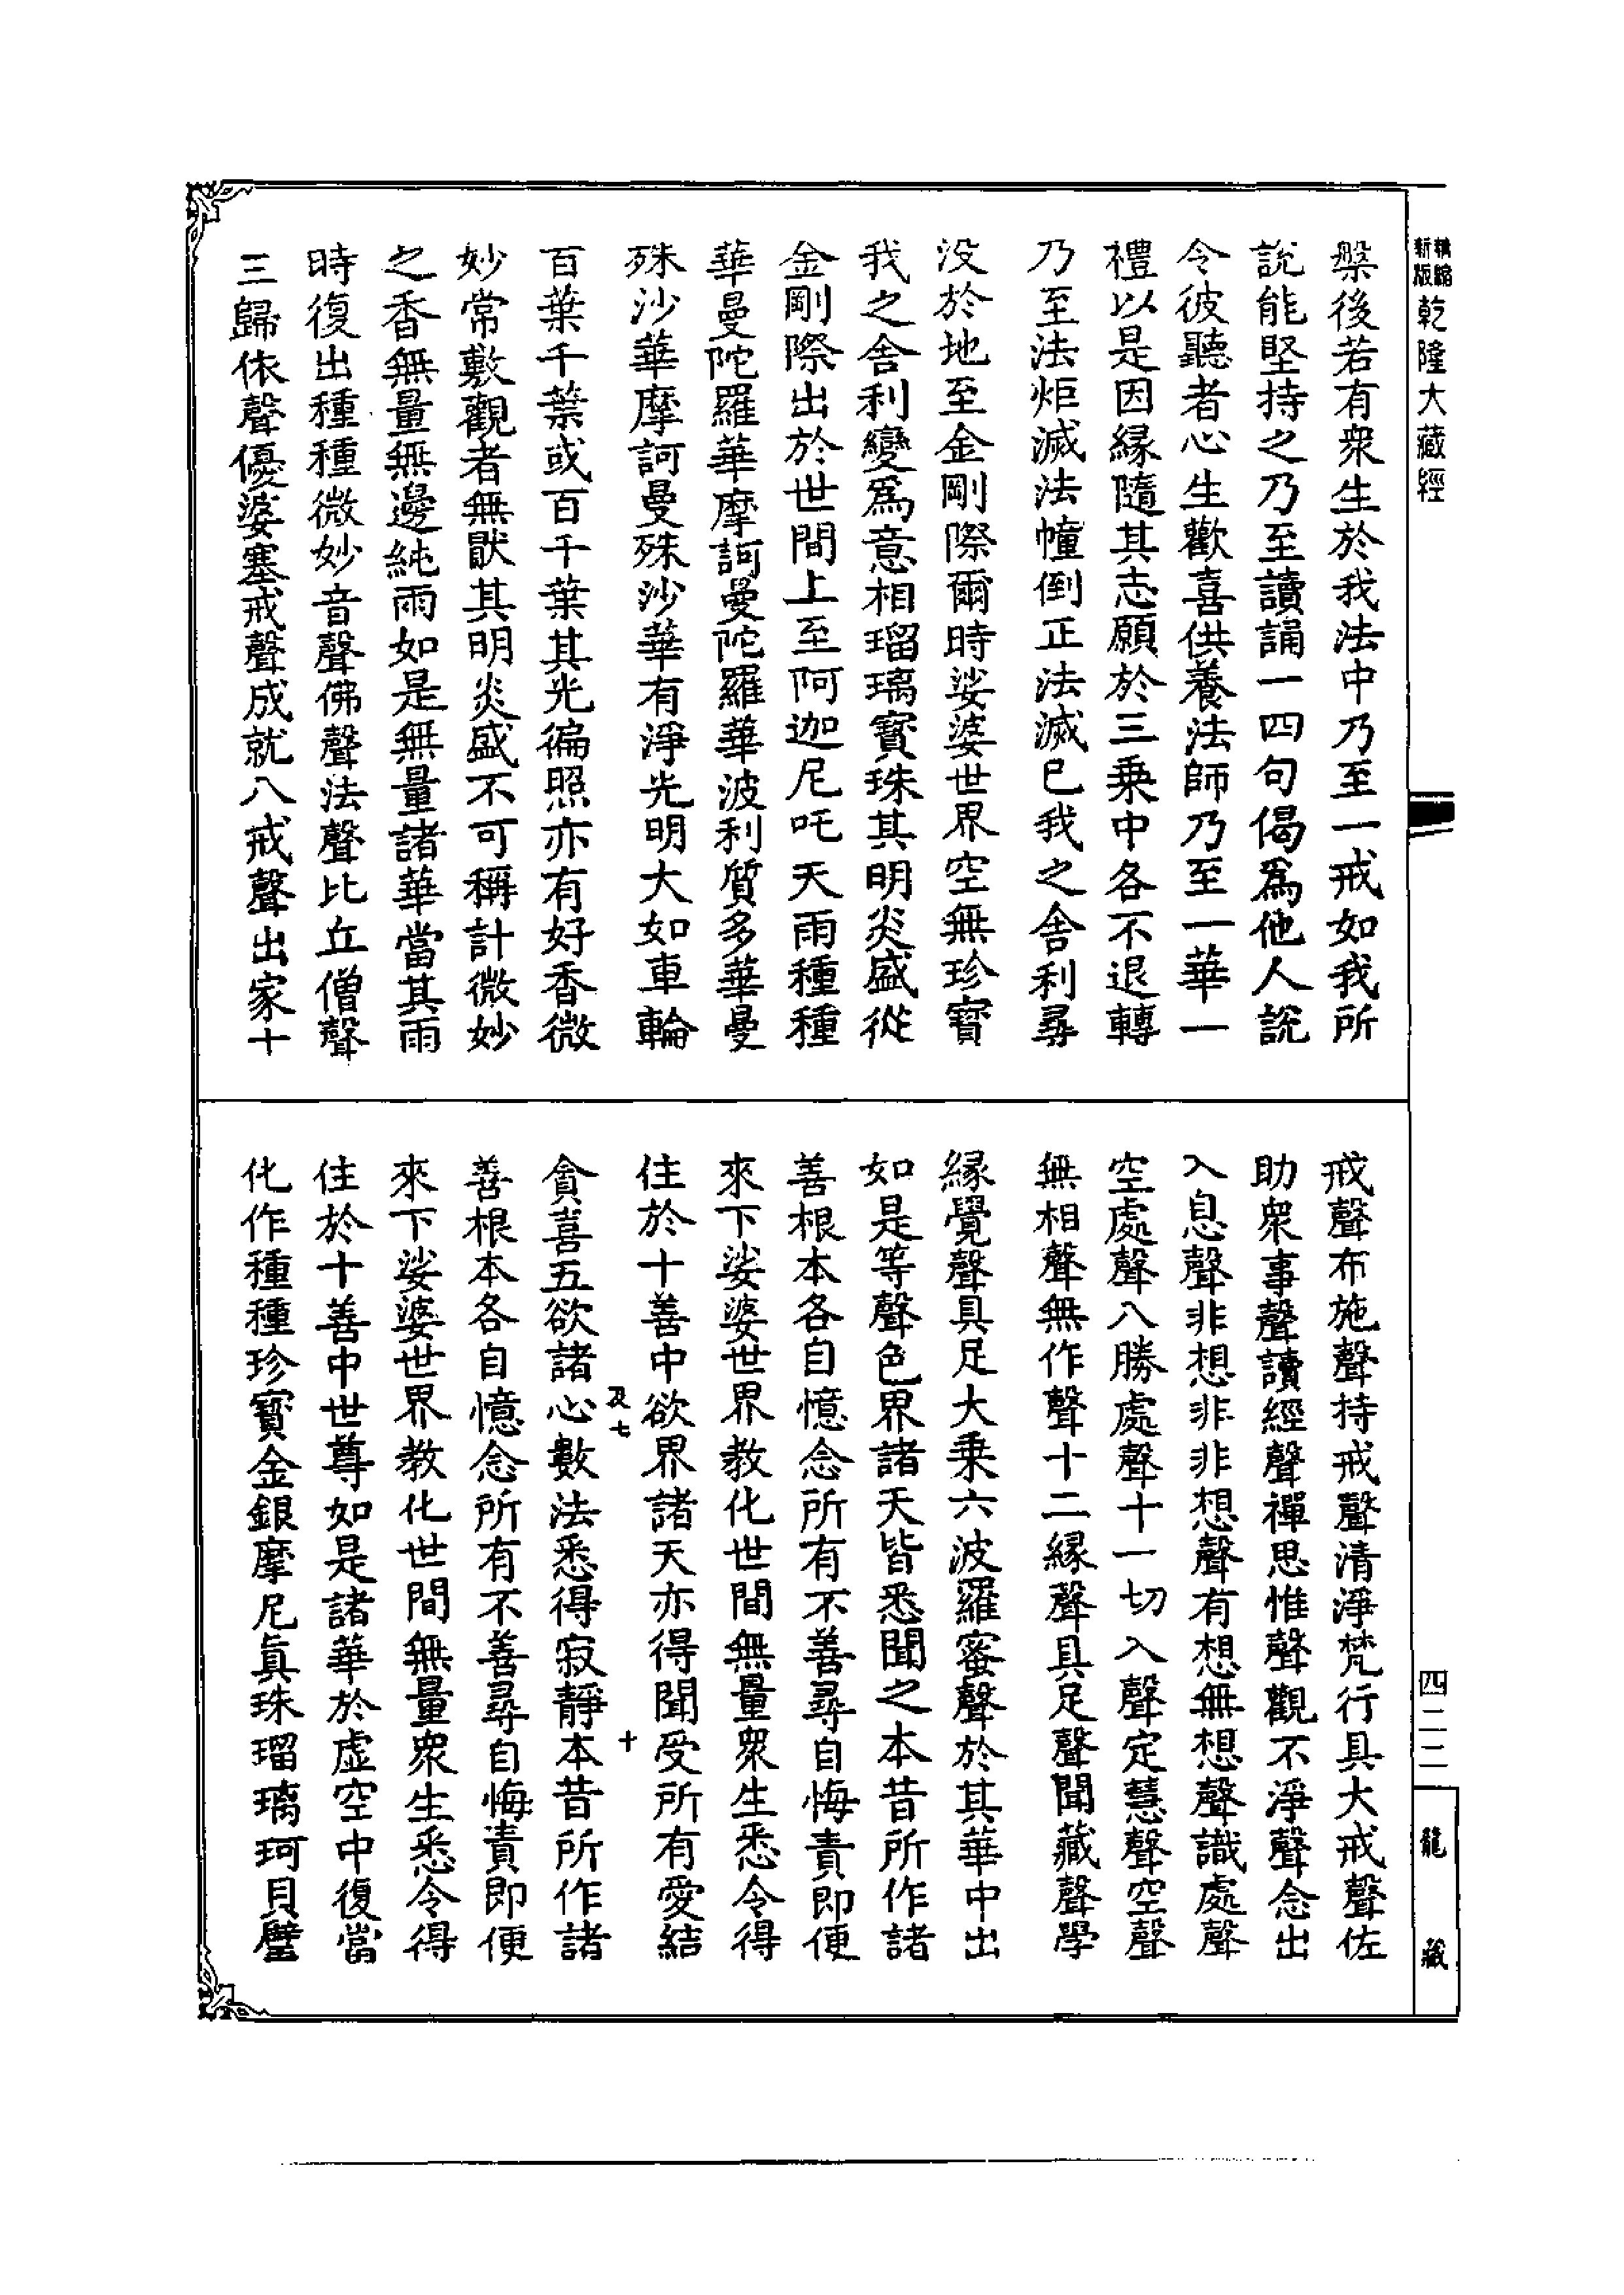 精縮新版乾隆大藏經
槃後若有衆生於我法中乃至一戒如我所
說能堅持之乃至讀誦一四句偈爲他人說
令彼聽者心生歡喜供養法師乃至一華一
禮以是因緣隨其志願於三乗中各不退轉
乃至法炬滅法幢倒正法滅已我之舍利尋
没於地至金剛際爾時娑婆世界空無珍寶
我之舍利變爲意相瑠璃寳珠其明炎盛從
金剛際出於世間上至阿迦尼吒天雨種種
華曼陀羅華摩訶曼陀羅華波利質多華曼
殊沙華摩訶曼殊沙華有淨光明大如車輪
百葉千葉或百千葉其光徧照亦有好香微
妙常敷觀者無厭其明炎盛不可稱計微妙
之香無量無邊純雨如是無量諸華當其雨
時復出種種微妙音聲佛聲法聲比丘僧聲
三歸依聲優婆塞戒聲成就八戒聲出家十
戒聲布施聲持戒聲清淨梵行具大戒聲佐
助衆事聲讀經聲禪思惟聲觀不淨聲念出
入息聲非想非非想聲有想無想聲識處聲
空處聲八勝處聲十一切入聲定慧聲空聲
無相聲無作聲十二緣聲具足聲聞藏聲學
緣覺聲具足大乗六波羅蜜聲於其華中出
如是等聲色界諸天皆悉聞之本昔所作諸
善根本各自憶念所有不善尋自悔責即便
來下娑婆世界教化世間無量衆生悉令得
住於十善中欲界諸天亦得聞受所有愛結
及七 十
貪喜五欲諸心數法悉得寂靜本昔所作諸
善根本各自憶念所有不善尋自悔責即便
來下娑婆世界教化世間無量衆生悉令得
住於十善中世尊如是諸華於虛空中復當
化作種種珍寳金銀摩尼眞珠瑠璃珂貝璧
四二二
龍藏